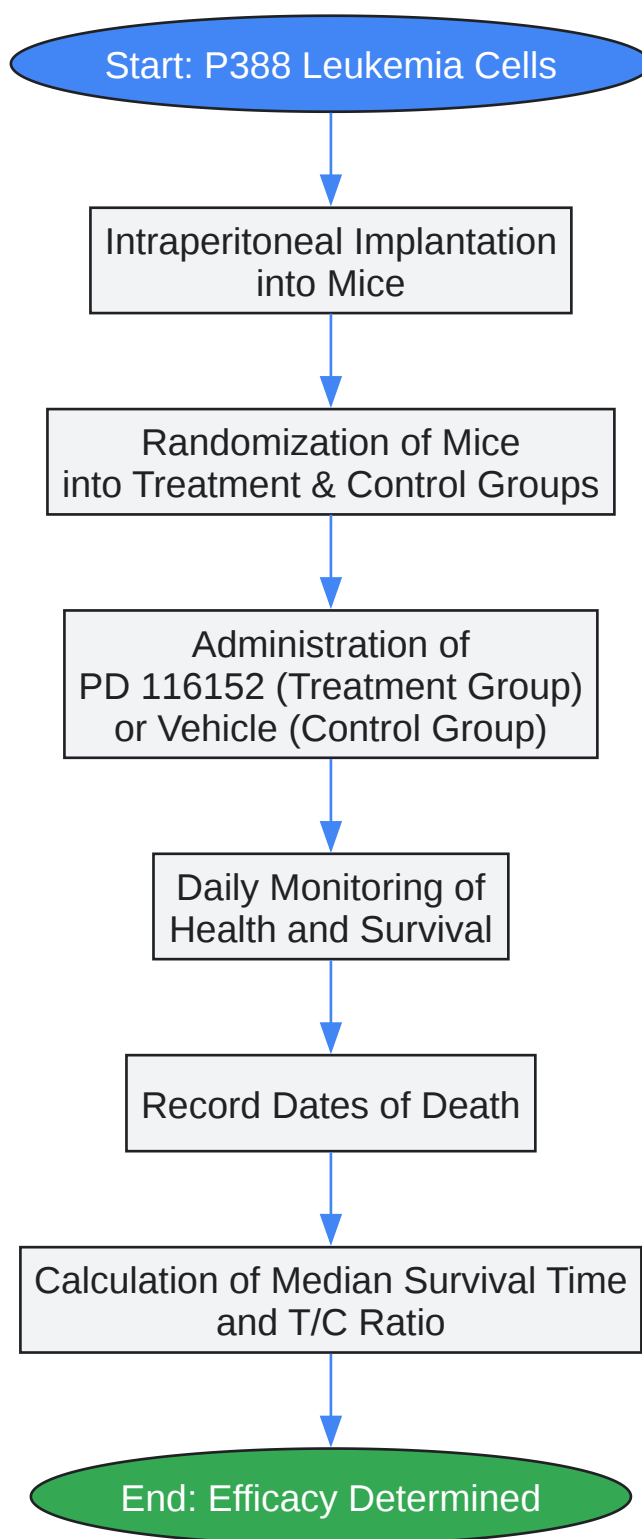 Start: P388 Leukemia Cells
Intraperitoneal Implantation
into Mice
Randomization of Mice
into Treatment & Control Groups
Administration of
PD 116152 (Treatment Group)
or Vehicle (Control Group)
Daily Monitoring of
Health and Survival
Record Dates of Death
Calculation of Median Survival Time
and T/C Ratio
End: Efficacy Determined